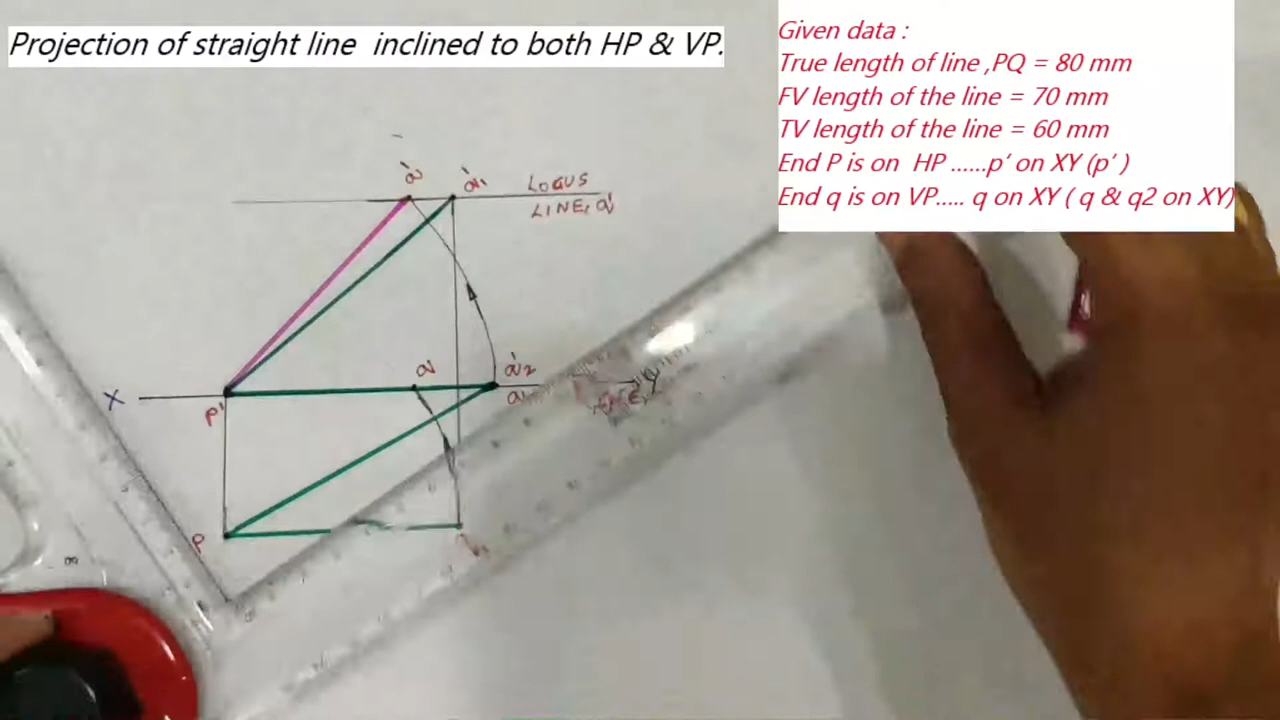 Projection of straight line  inclined to both HP & VP.
Given data :
True length of line ,PQ = 80 mm
FV length of the line = 70 mm
TV length of the line = 60 mm
End P is on  HP ......p’ on XY (p’ )
End q is on VP..... q on XY ( q & q2 on XY)
LOCUS
LINE,
X
Y
P'
P